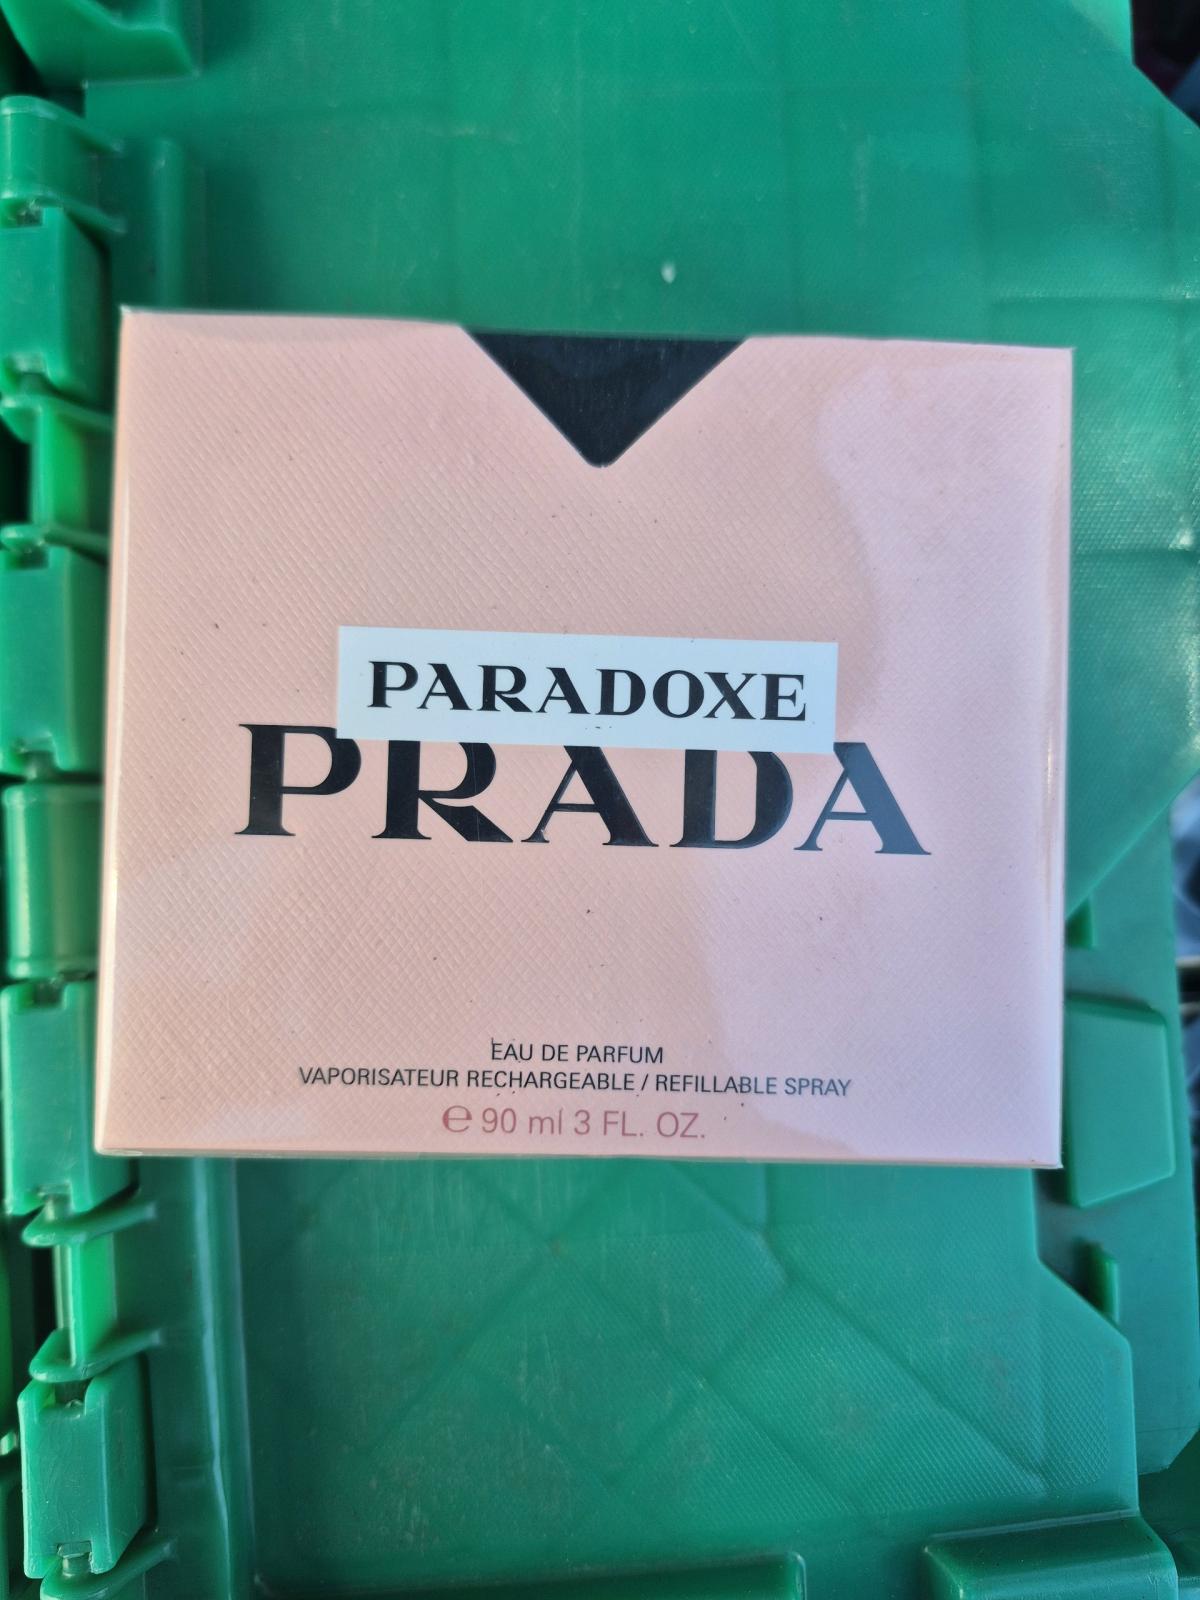 PARADOXE
PRADA
EAU DE PARFUM
VAPORISATEUR RECHARGEABLE / REFILLABLE SPRAY
℮ 90 ml 3 FL. OZ.